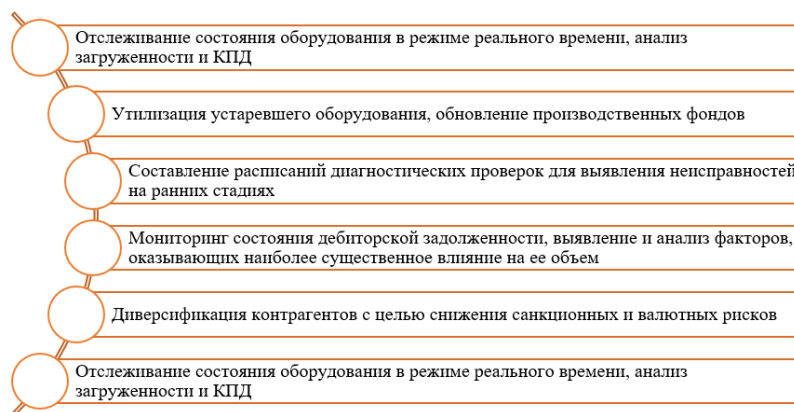 Отслеживание состояния оборудования в режиме реального времени, анализ
загруженности и КПД
Утилизация устаревшего оборудования, обновление производственных фондов
Составление расписаний диагностических проверок для выявления неисправностей
на ранних стадиях
Мониторинг состояния дебиторской задолженности, выявление и анализ факторов,
оказывающих наиболее существенное влияние на ее объем
Диверсификация контрагентов с целью снижения санкционных и валютных рисков
Отслеживание состояния оборудования в режиме реального времени, анализ
загруженности и КПД